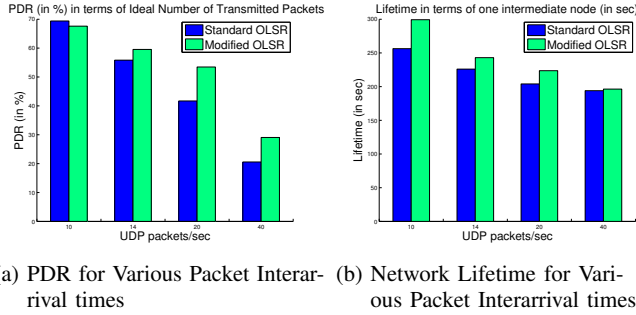 PDR (in %) in terms of Ideal Number of Transmitted Packets
Standard OLSR
Modified OLSR
70
60
50
40
30
20
10
0
PDR (in %)
10 14 20 40
UDP packets/sec
(a) PDR for Various Packet Interar-
rival times
Lifetime in terms of one intermediate node (in sec)
Standard OLSR
Modified OLSR
300
250
200
150
100
50
0
Lifetime (in sec)
10 14 20 40
UDP packets/sec
(b) Network Lifetime for Vari-
ous Packet Interarrival times